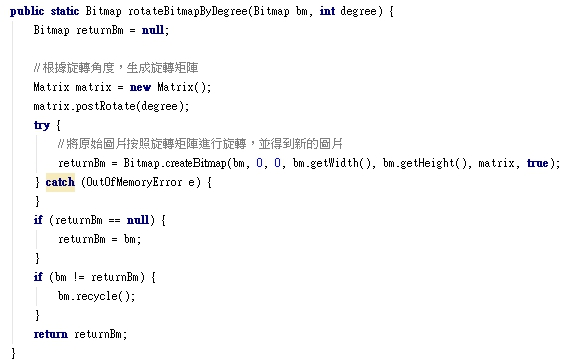 public static Bitmap rotateBitmapByDegree(Bitmap bm, int degree) {
Bitmap returnBm = null;
//根據旋轉角度，生成旋轉矩陣
Matrix matrix = new Matrix();
matrix.postRotate(degree);
try {
//將原始圖片按照旋轉矩陣進行旋轉，並得到新的圖片
returnBm = Bitmap.createBitmap(bm, 0, 0, bm.getWidth(), bm.getHeight(), matrix, true);
} catch (OutOfMemoryError e) {
}
if (returnBm == null) {
returnBm = bm;
}
if (bm != returnBm) {
bm.recycle();
}
return returnBm;
}